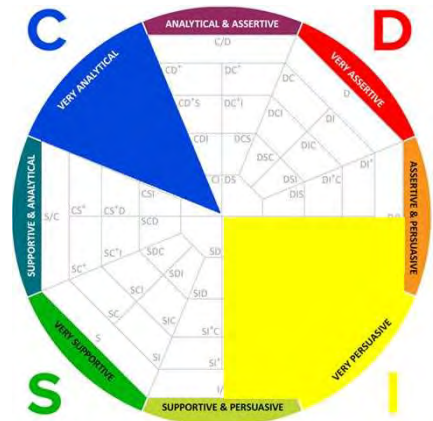 C
D
ANALYTICAL & ASSERTIVE
VERY ANALYTICAL
VERY ASSERTIVE
C/D
CD⁺
DC⁺
DC
D
CD⁺S
DC⁺I
DCI
DI
CDI
DCS
DIC
DSC
DI⁺
CSI
DS
DSI
DI⁺C
DIS
SUPPORTIVE & ANALYTICAL
ASSERTIVE & PERSUASIVE
S/C
CS⁺
CS⁺D
SCD
SD
SC⁺
SC⁺I
SDC
SDI
SCI
SID
SC
SIC
SI⁺C
S
SI
SI⁺
VERY SUPPORTIVE
VERY PERSUASIVE
SUPPORTIVE & PERSUASIVE
S
I